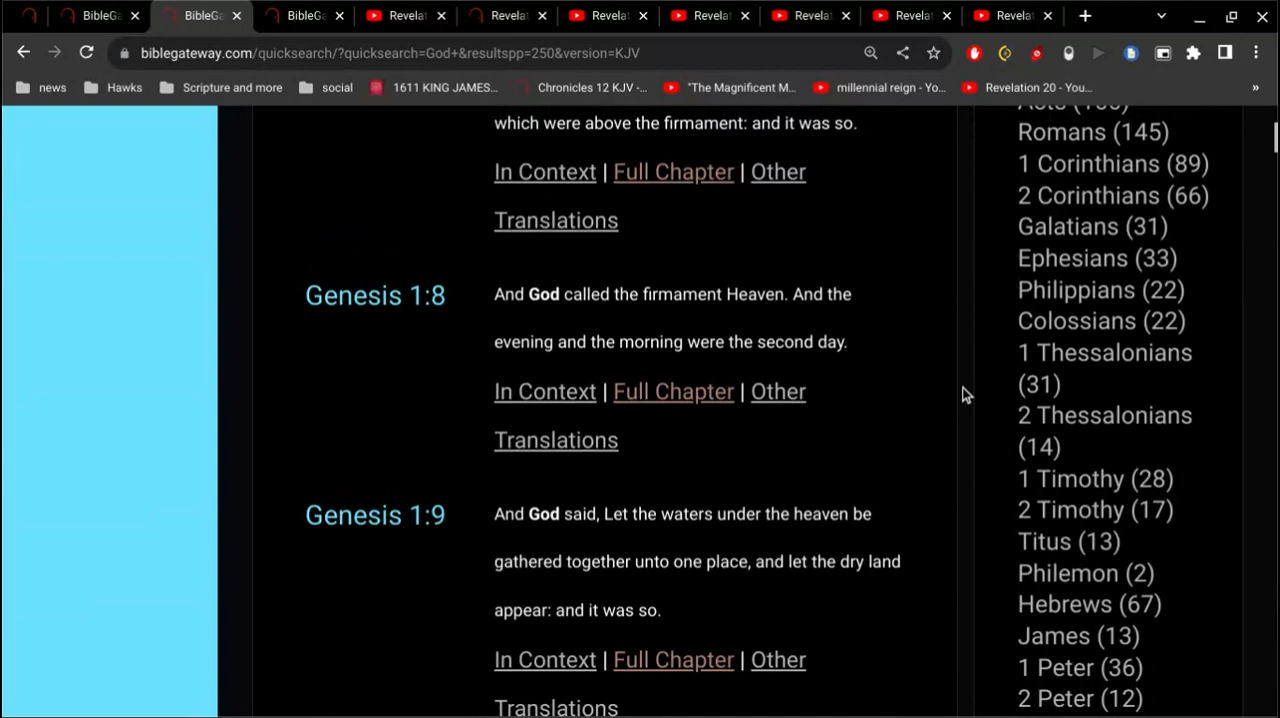 BibleGa
BibleGa
BibleGa
Revelat
Revelat
Revelat
Revelat
Revelat
Revelat
Revelat
biblegateway.com/quicksearch/?quicksearch=God+&resultspp=250&version=KJV
news
Hawks
Scripture and more
social
1611 KING JAMES...
Chronicles 12 KJV -...
"The Magnificent M...
millennial reign - Yo...
Revelation 20 - You...
»
which were above the firmament: and it was so.
In Context | Full Chapter | Other
Translations
Genesis 1:8
And God called the firmament Heaven. And the
evening and the morning were the second day.
In Context | Full Chapter | Other
Translations
Genesis 1:9
And God said, Let the waters under the heaven be
gathered together unto one place, and let the dry land
appear: and it was so.
In Context | Full Chapter | Other
Translations
Romans (145)
1 Corinthians (89)
2 Corinthians (66)
Galatians (31)
Ephesians (33)
Philippians (22)
Colossians (22)
1 Thessalonians
(31)
2 Thessalonians
(14)
1 Timothy (28)
2 Timothy (17)
Titus (13)
Philemon (2)
Hebrews (67)
James (13)
1 Peter (36)
2 Peter (12)